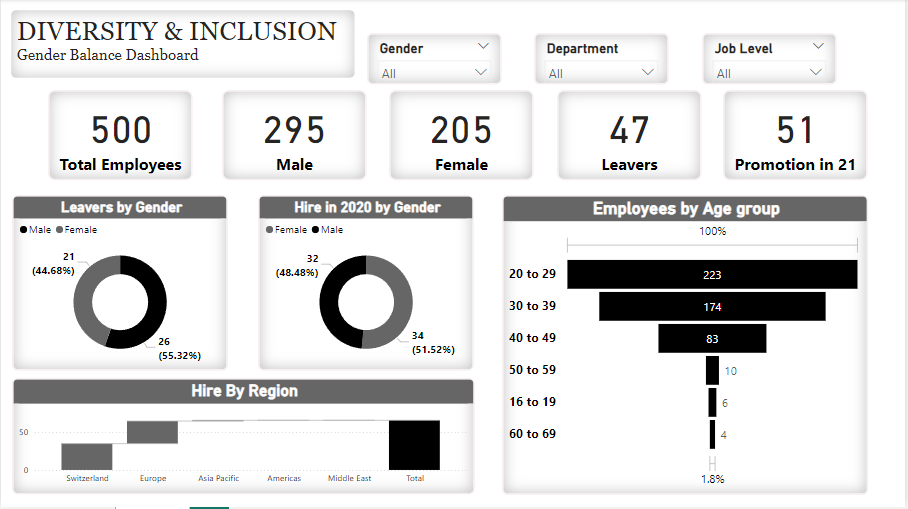 DIVERSITY & INCLUSION
Gender Balance Dashboard
Gender
All
Department
All
Job Level
All
500
Total Employees
295
Male
205
Female
47
Leavers
51
Promotion in 21
Leavers by Gender
Male Female
21
(44.68%)
26
(55.32%)
Hire in 2020 by Gender
Female Male
32
(48.48%)
34
(51.52%)
Employees by Age group
100%
20 to 29 223
30 to 39 174
40 to 49 83
50 to 59 10
16 to 19 6
60 to 69 4
1.8%
Hire By Region
50
0
Switzerland Europe Asia Pacific Americas Middle East Total